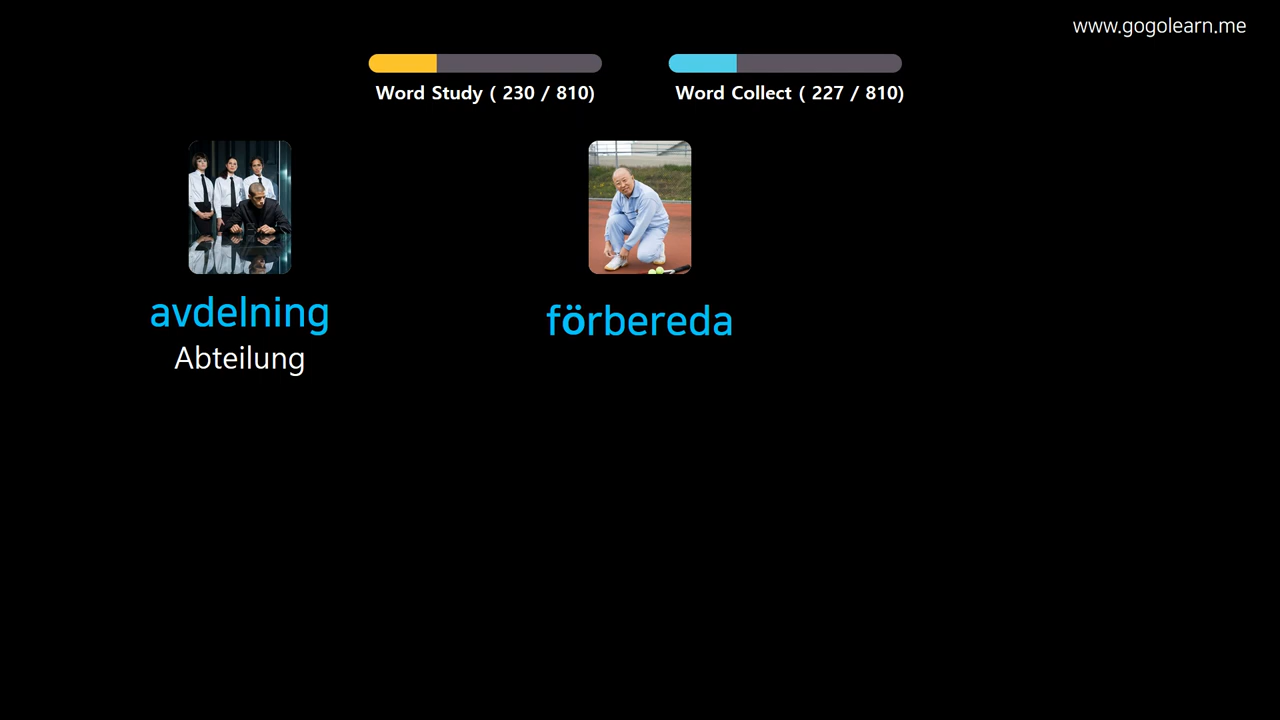 www.gogolearn.me
Word Study ( 230 / 810)
Word Collect ( 227 / 810)
avdelning
Abteilung
förbereda